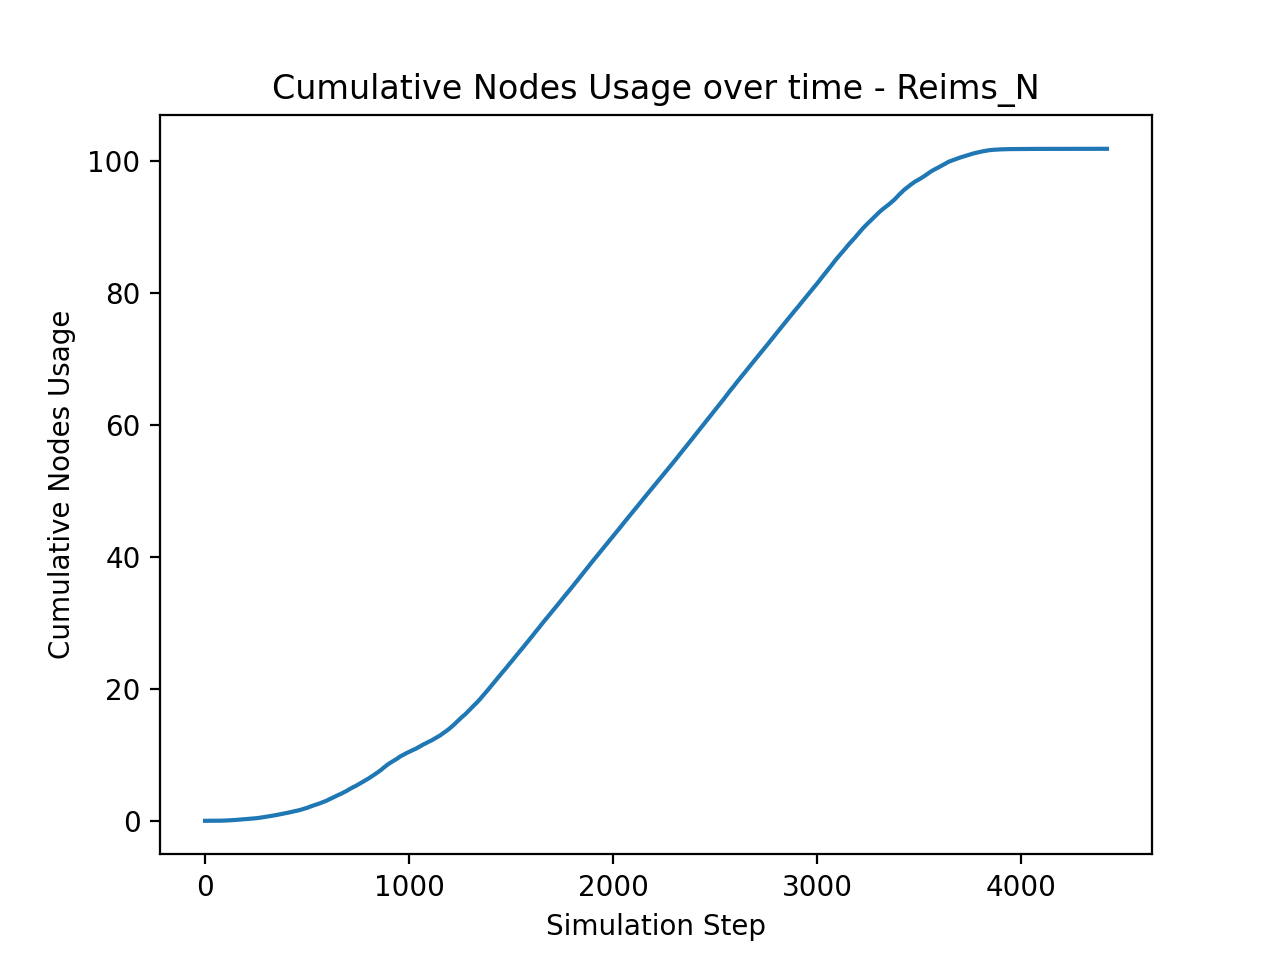 Cumulative Nodes Usage over time - Reims_N
Cumulative Nodes Usage
100
80
60
40
20
0
0 1000 2000 3000 4000
Simulation Step